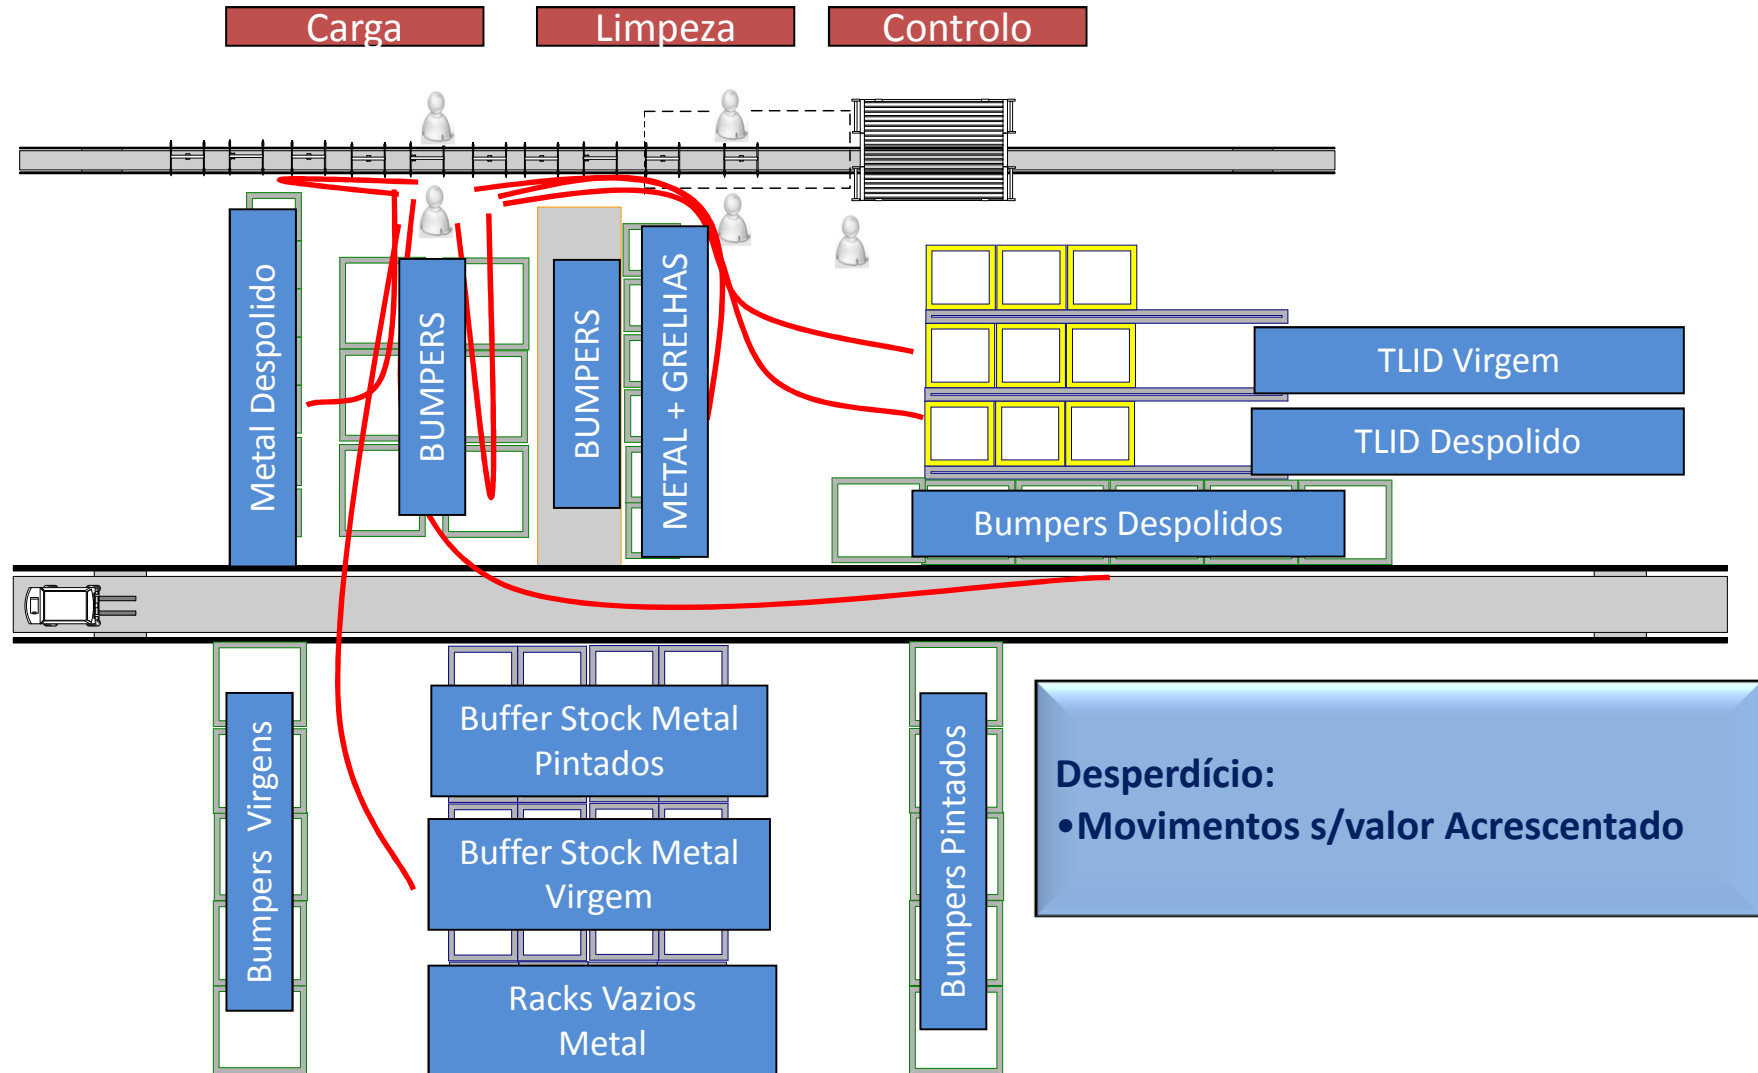 Carga
Limpeza
Controlo
Metal Despolido
BUMPERS
BUMPERS
METAL + GRELHAS
TLID Virgem
TLID Despolido
Bumpers Despolidos
Bumpers Virgens
Buffer Stock Metal
Pintados
Buffer Stock Metal
Virgem
Racks Vazios
Metal
Bumpers Pintados
Desperdício:
•Movimentos s/valor Acrescentado